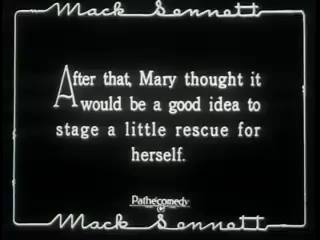 Mack Sennett
After that, Mary thought it
would be a good idea to
stage a little rescue for
herself.
Pathécomedy
Mack Sennett